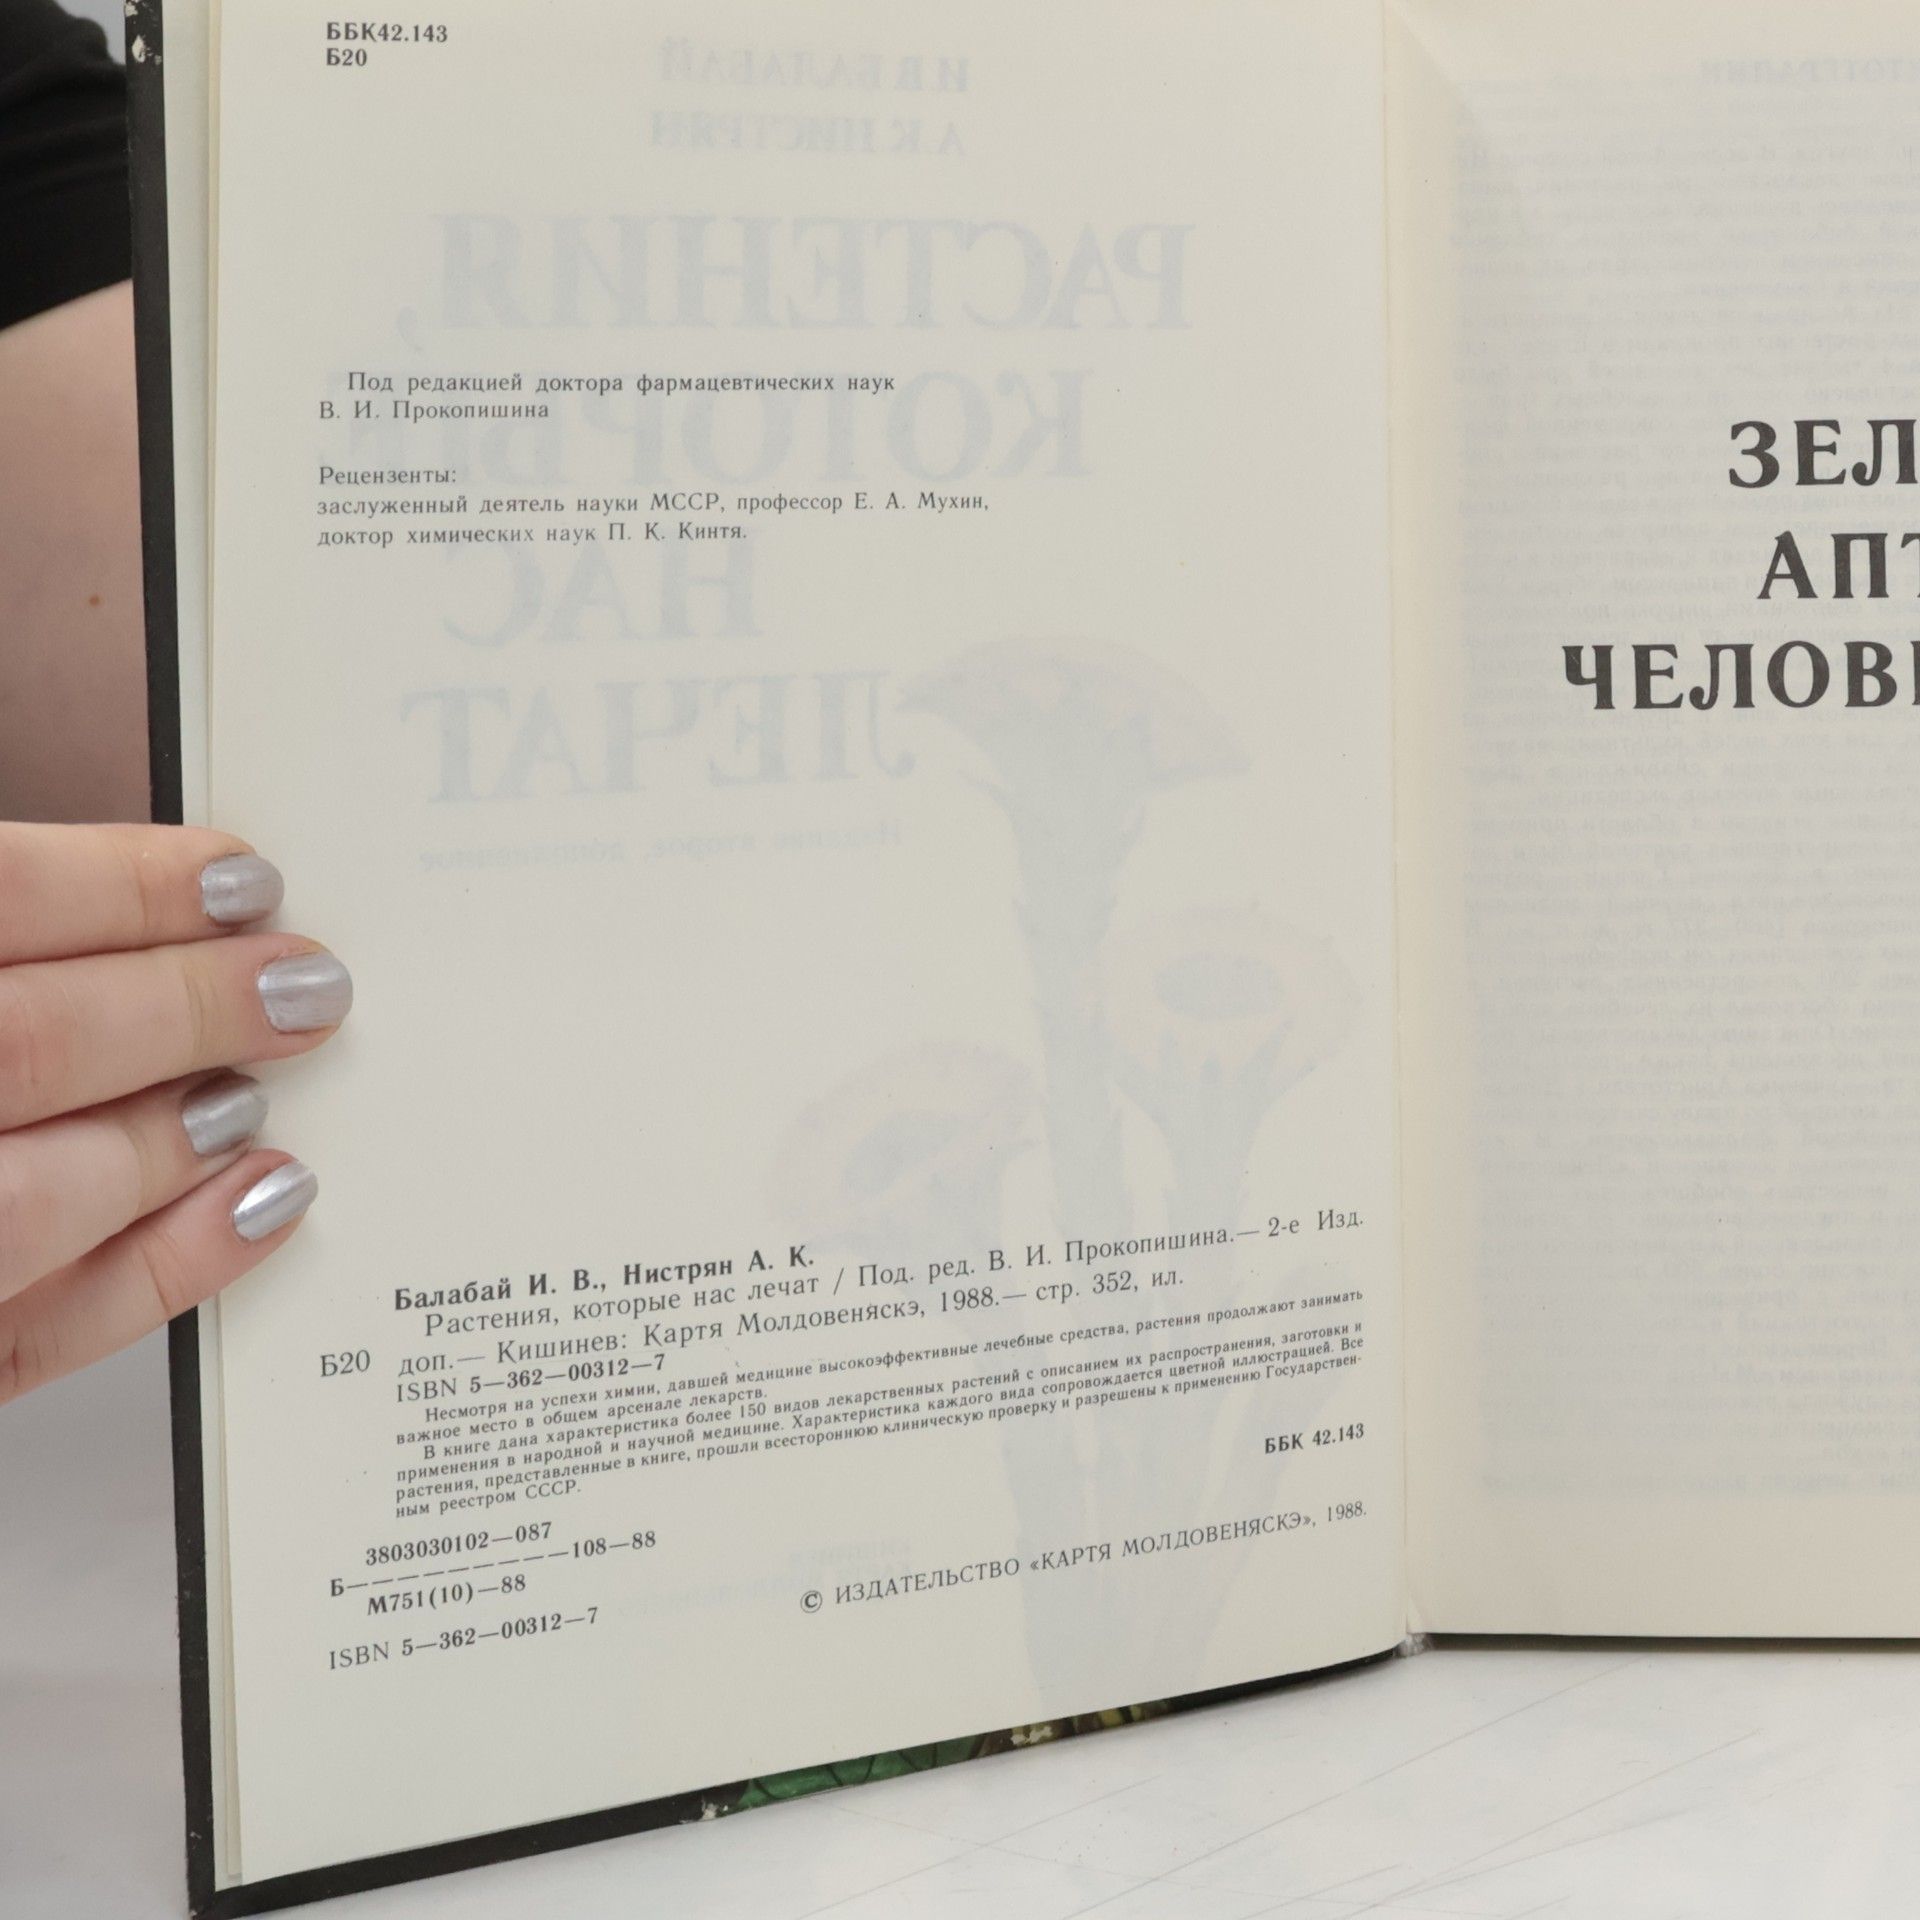 ББК42.143
Б20
Под редакцией доктора фармацевтических наук
В. И. Прокопишина
Рецензенты:
заслуженный деятель науки МССР, профессор Е. А. Мухин,
доктор химических наук П. К. Кинтя.
Балабай И. В., Нистрян А. К.
Растения, которые нас лечат / Под. ред. В. И. Прокопишина.— 2-е Изд.
Б20 доп.— Кишинев: Картя Молдовеняскэ, 1988.— стр. 352, ил.
ISBN 5—362—00312—7
Несмотря на успехи химии, давшей медицине высокоэффективные лечебные средства, растения продолжают занимать
важное место в общем арсенале лекарств.
В книге дана характеристика более 150 видов лекарственных растений с описанием их распространения, заготовки и
применения в народной и научной медицине. Характеристика каждого вида сопровождается цветной иллюстрацией. Все
растения, представленные в книге, прошли всестороннюю клиническую проверку и разрешены к применению Государствен-
ным реестром СССР.
ББК 42.143
3803030102—087
Б—————————108—88
М751(10)—88
ISBN 5—362—00312—7
© ИЗДАТЕЛЬСТВО «КАРТЯ МОЛДОВЕНЯСКЭ», 1988.
ЗЕЛ
АПТ
ЧЕЛОВЕ